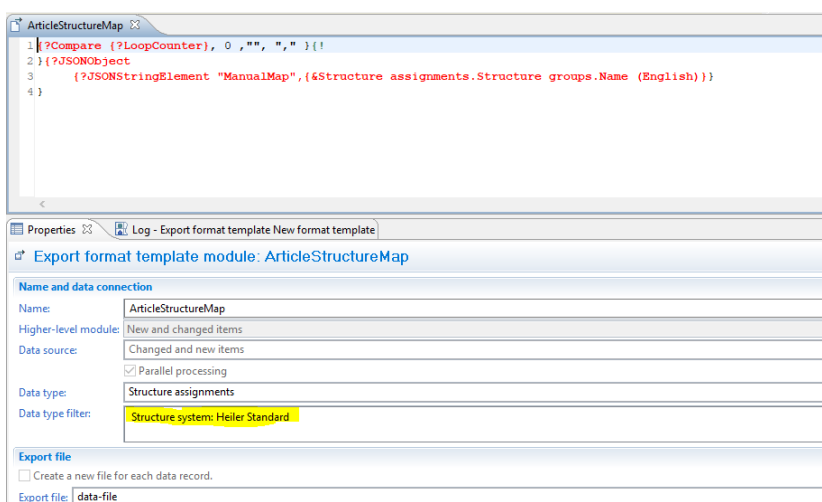 ArticleStructureMap
1 {?Compare {?LoopCounter}, 0 ,"", "," }{!
2 }{?JSONObject
3 {?JSONStringElement "ManualMap",{&Structure assignments.Structure groups.Name (English)}}
4 }
Properties Log - Export format template New format template
Export format template module: ArticleStructureMap
Name and data connection
Name: ArticleStructureMap
Higher-level module: New and changed items
Data source: Changed and new items
Parallel processing
Data type: Structure assignments
Data type filter: Structure system: Heiler Standard
Export file
Create a new file for each data record.
Export file: data-file